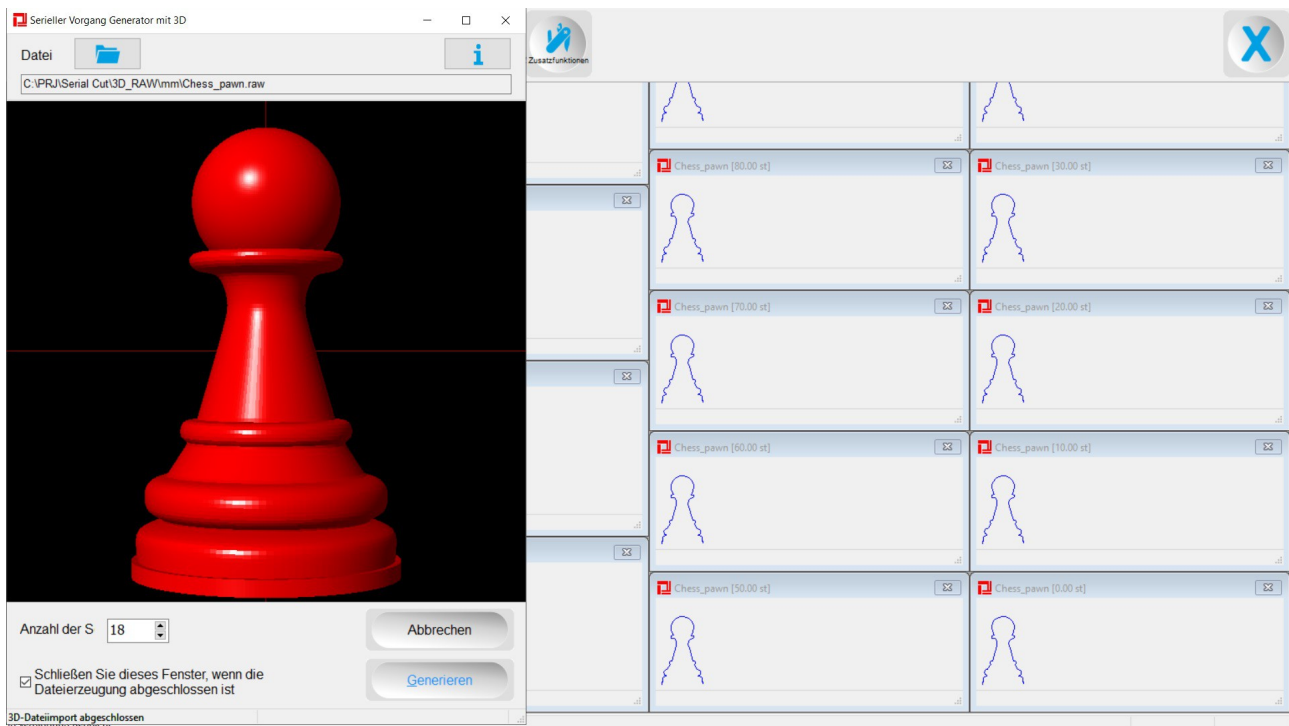 Serieller Vorgang Generator mit 3D
Datei
C:\PRJ\Serial Cut\3D_RAW\mm\Chess_pawn.raw
Anzahl der S 18
Abbrechen
Schließen Sie dieses Fenster, wenn die
Dateierzeugung abgeschlossen ist
Generieren
3D-Dateiimport abgeschlossen
Zusatzfunktionen
Chess_pawn [80.00 st]
Chess_pawn [30.00 st]
Chess_pawn [70.00 st]
Chess_pawn [20.00 st]
Chess_pawn [60.00 st]
Chess_pawn [10.00 st]
Chess_pawn [50.00 st]
Chess_pawn [0.00 st]